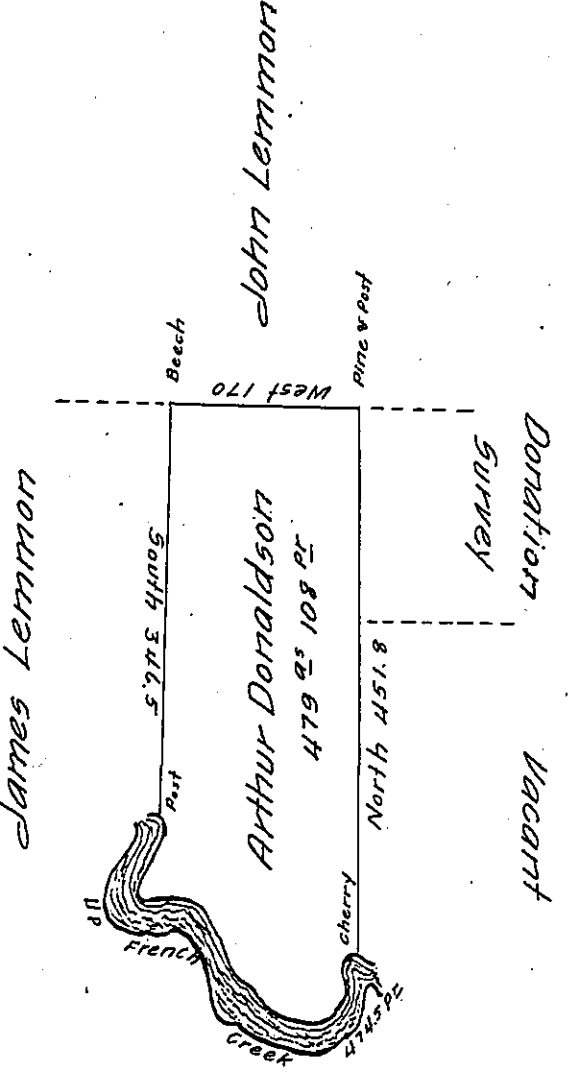 John Lemmon
Beech
West 170
Pine & Post
Donation
Survey
James Lemmon
South 346.5
Arthur Donaldson
479 as 108 pr
North 451.8
Vacant
Post
Cherry
Up
French
Creek
474.5 Pr